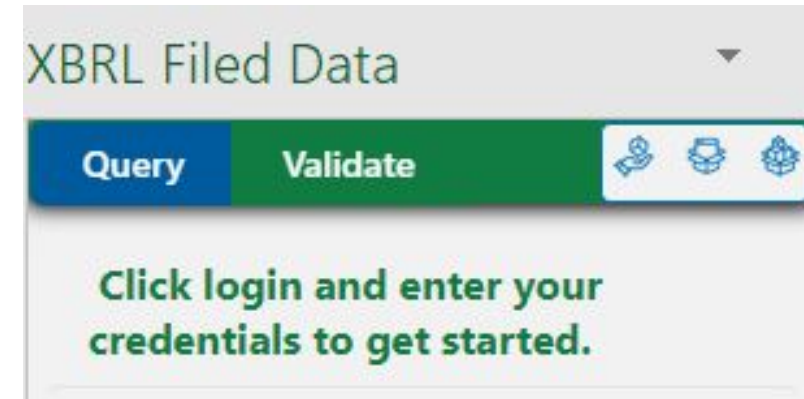 XBRL Filed Data
Query Validate
Click login and enter your
credentials to get started.